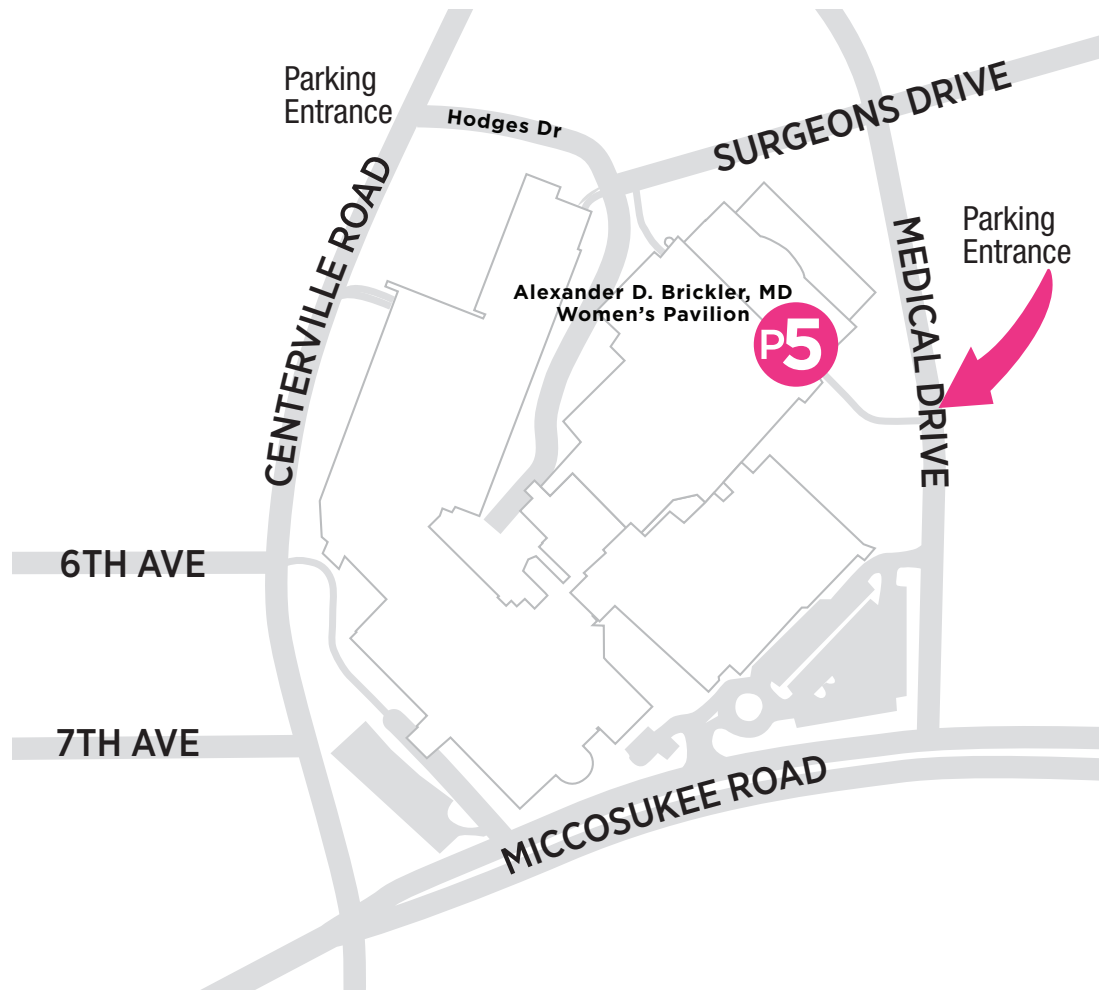 Parking
Entrance
Hodges Dr
SURGEONS DRIVE
CENTERVILLE ROAD
MEDICAL DRIVE
Parking
Entrance
Alexander D. Brickler, MD
Women's Pavilion
P5
6TH AVE
7TH AVE
MICCOSUKEE ROAD